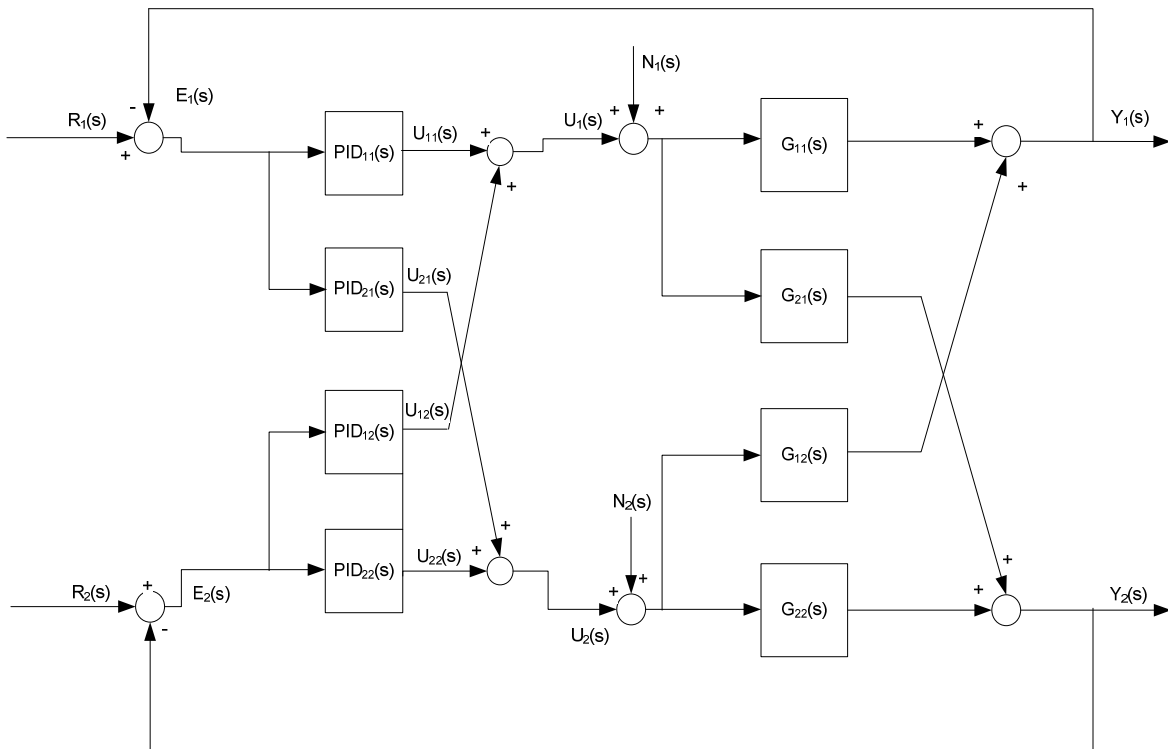 N₁(s)
-
E₁(s)
R₁(s)
+
PID₁₁(s)
U₁₁(s)
+
+
U₁(s)
+
+
G₁₁(s)
+
+
Y₁(s)
PID₂₁(s)
U₂₁(s)
G₂₁(s)
PID₁₂(s)
U₁₂(s)
G₁₂(s)
N₂(s)
R₂(s)
+
-
E₂(s)
PID₂₂(s)
U₂₂(s)
+
+
U₂(s)
+
+
G₂₂(s)
+
+
Y₂(s)